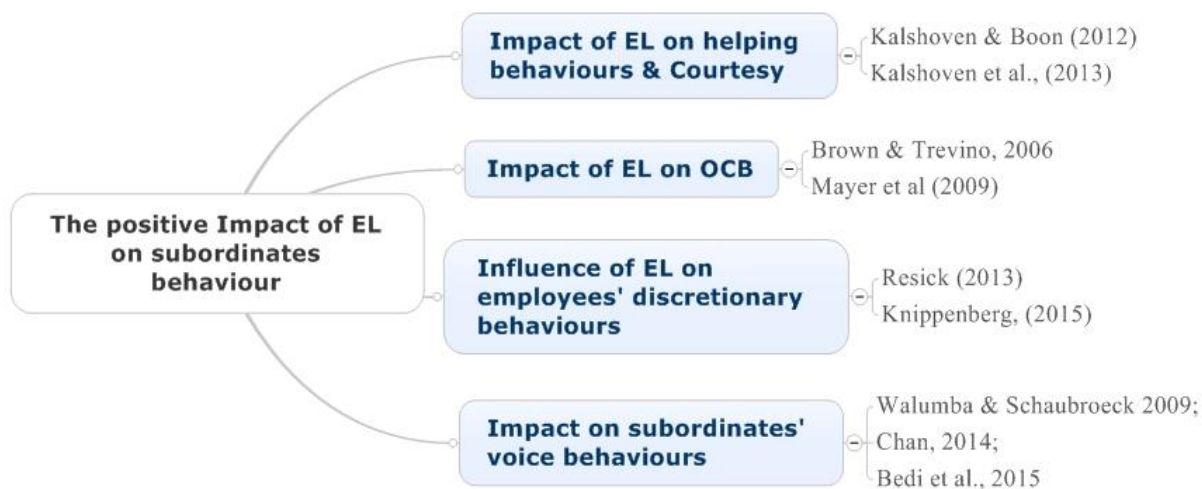 The positive Impact of EL
on subordinates
behaviour
Impact of EL on helping
behaviours & Courtesy
Kalshoven & Boon (2012)
Kalshoven et al., (2013)
Impact of EL on OCB
Brown & Trevino, 2006
Mayer et al (2009)
Influence of EL on
employees' discretionary
behaviours
Resick (2013)
Knippenberg, (2015)
Impact on subordinates'
voice behaviours
Walumba & Schaubroeck 2009;
Chan, 2014;
Bedi et al., 2015